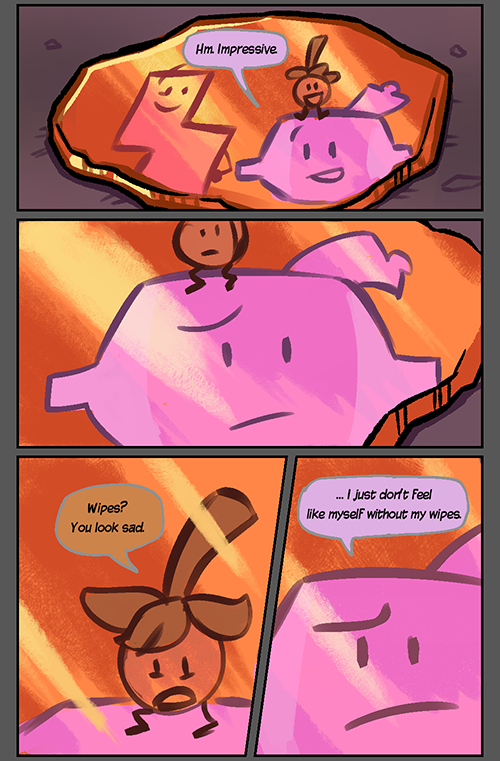 Hm. Impressive.
Wipes?
You look sad.
... I just don't feel
like myself without my wipes.